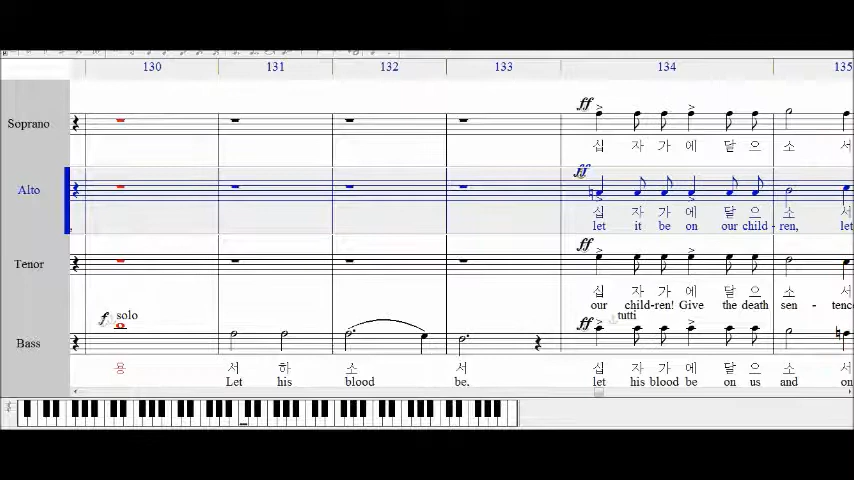 130 131 132 133 134 135
ff
Soprano
십 자 가 에 달 으 소 서
ff
Alto
십 자 가 에 달 으 소 서
let it be on our child - ren, let
ff
Tenor
십 자 가 에 달 으 소 서
our child-ren! Give the death sen - tence
f solo ff tutti
Bass
용 서 하 소 서 십 자 가 에 달 으 소 서
Let his blood be. let his blood be on us and on